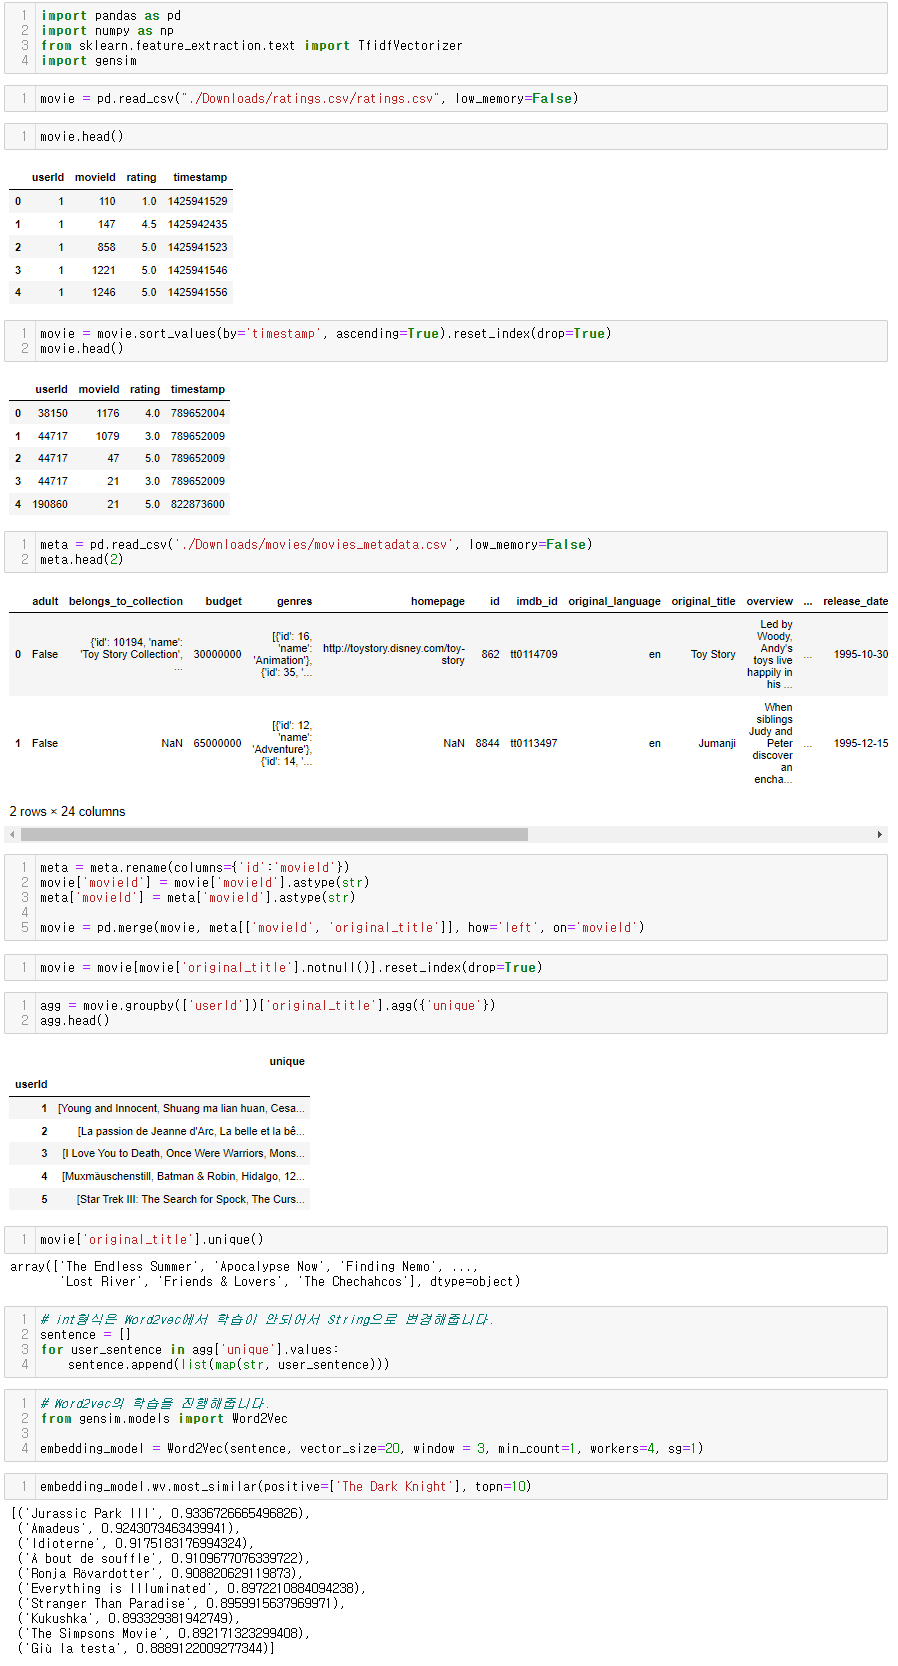 1 import pandas as pd
2 import numpy as np
3 from sklearn.feature_extraction.text import TfidfVectorizer
4 import gensim
1 movie = pd.read_csv("./Downloads/ratings.csv/ratings.csv", low_memory=False)
1 movie.head()
userId movieId rating timestamp
0 1 110 1.0 1425941529
1 1 147 4.5 1425942435
2 1 858 5.0 1425941523
3 1 1221 5.0 1425941546
4 1 1246 5.0 1425941556
1 movie = movie.sort_values(by='timestamp', ascending=True).reset_index(drop=True)
2 movie.head()
userId movieId rating timestamp
0 38150 1176 4.0 789652004
1 44717 1079 3.0 789652009
2 44717 47 5.0 789652009
3 44717 21 3.0 789652009
4 190860 21 5.0 822873600
1 meta = pd.read_csv('./Downloads/movies/movies_metadata.csv', low_memory=False)
2 meta.head(2)
adult belongs_to_collection budget genres homepage id imdb_id original_language original_title overview ... release_date
0 False {'id': 10194, 'name': 'Toy Story Collection', ... 30000000 [{'id': 16, 'name': 'Animation'}, {'id': 35, '... http://toystory.disney.com/toy-story 862 tt0114709 en Toy Story Led by Woody, Andy's toys live happily in his ... ... 1995-10-30
1 False NaN 65000000 [{'id': 12, 'name': 'Adventure'}, {'id': 14, '... NaN 8844 tt0113497 en Jumanji When siblings Judy and Peter discover an encha... ... 1995-12-15
2 rows × 24 columns
1 meta = meta.rename(columns={'id':'movieId'})
2 movie['movieId'] = movie['movieId'].astype(str)
3 meta['movieId'] = meta['movieId'].astype(str)
4
5 movie = pd.merge(movie, meta[['movieId', 'original_title']], how='left', on='movieId')
1 movie = movie[movie['original_title'].notnull()].reset_index(drop=True)
1 agg = movie.groupby(['userId'])['original_title'].agg({'unique'})
2 agg.head()
unique
userId
1 [Young and Innocent, Shuang ma lian huan, Cesa...
2 [La passion de Jeanne d'Arc, La belle et la bê...
3 [I Love You to Death, Once Were Warriors, Mons...
4 [Muxmäuschenstill, Batman & Robin, Hidalgo, 12...
5 [Star Trek III: The Search for Spock, The Curs...
1 movie['original_title'].unique()
array(['The Endless Summer', 'Apocalypse Now', 'Finding Nemo', ...,
'Lost River', 'Friends & Lovers', 'The Chechahcos'], dtype=object)
1 # int형식은 Word2vec에서 학습이 안되어서 String으로 변경해줍니다.
2 sentence = []
3 for user_sentence in agg['unique'].values:
4 sentence.append(list(map(str, user_sentence)))
1 # Word2vec의 학습을 진행해줍니다.
2 from gensim.models import Word2Vec
3
4 embedding_model = Word2Vec(sentence, vector_size=20, window = 3, min_count=1, workers=4, sg=1)
1 embedding_model.wv.most_similar(positive=['The Dark Knight'], topn=10)
[('Jurassic Park III', 0.9336726665496826),
('Amadeus', 0.9243073463439941),
('Idioterne', 0.9175183176994324),
('À bout de souffle', 0.9109677076339722),
('Ronja Rövardotter', 0.908820629119873),
('Everything is Illuminated', 0.8972210884094238),
('Stranger Than Paradise', 0.8959915637969971),
('Kukushka', 0.893329381942749),
('The Simpsons Movie', 0.892171323299408),
('Giù la testa', 0.8889122009277344)]